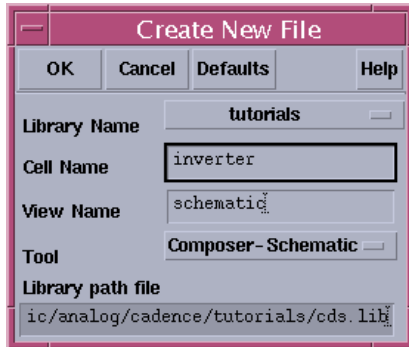 Create New File
OK Cancel Defaults Help
Library Name tutorials
Cell Name inverter
View Name schematic
Tool Composer-Schematic
Library path file
ic/analog/cadence/tutorials/cds.lib